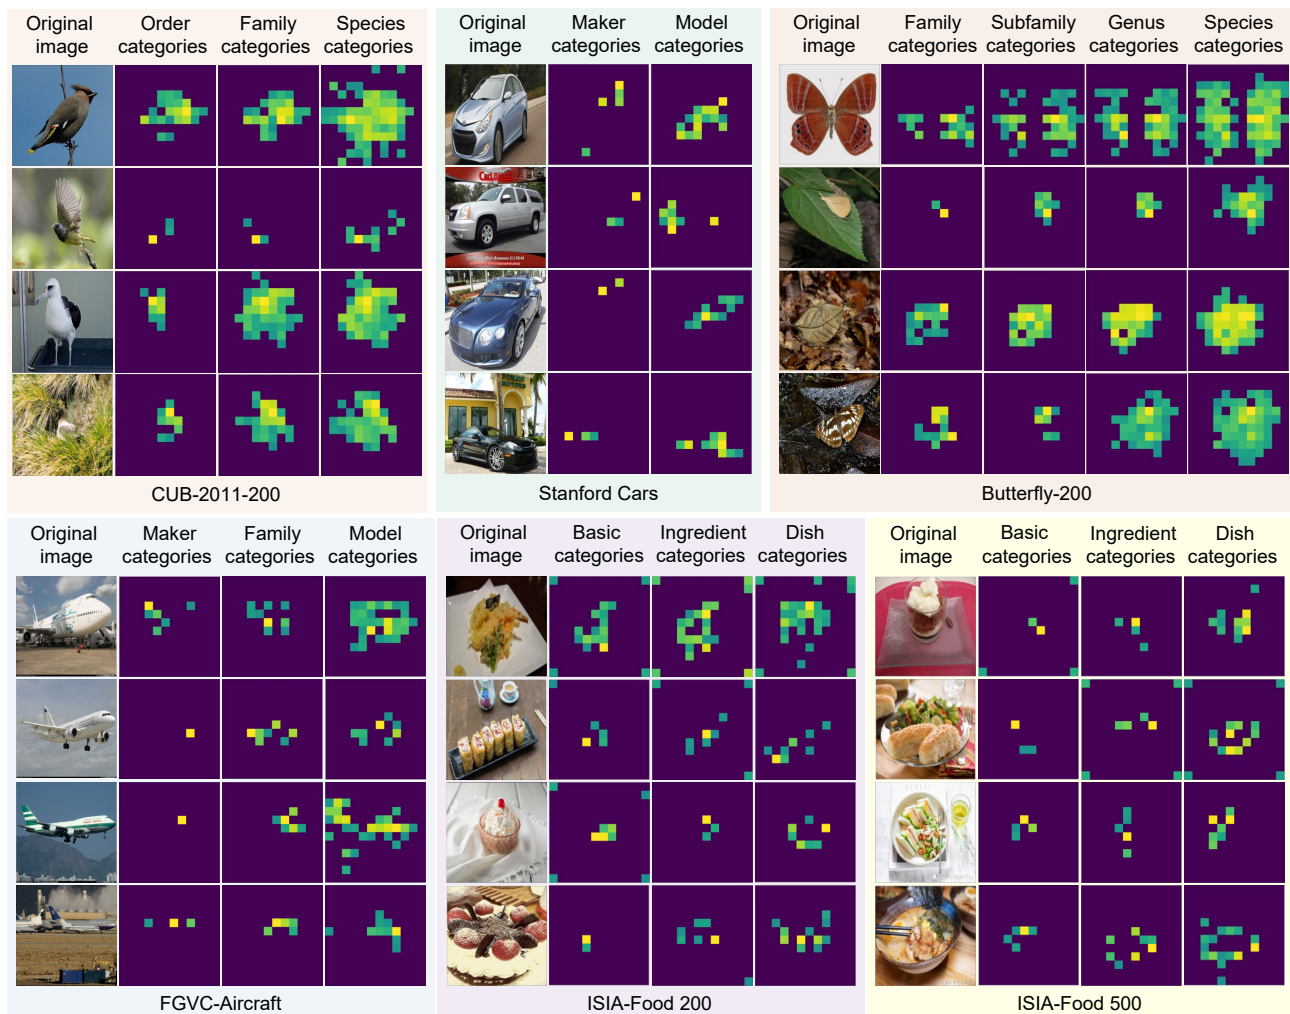 Original image
Order categories
Family categories
Species categories
CUB-2011-200
Original image
Maker categories
Model categories
DORAN MOTORS
Stanford Cars
Original image
Family categories
Subfamily categories
Genus categories
Species categories
Butterfly-200
Original image
Maker categories
Family categories
Model categories
FGVC-Aircraft
Original image
Basic categories
Ingredient categories
Dish categories
ISIA-Food 200
Original image
Basic categories
Ingredient categories
Dish categories
ISIA-Food 500